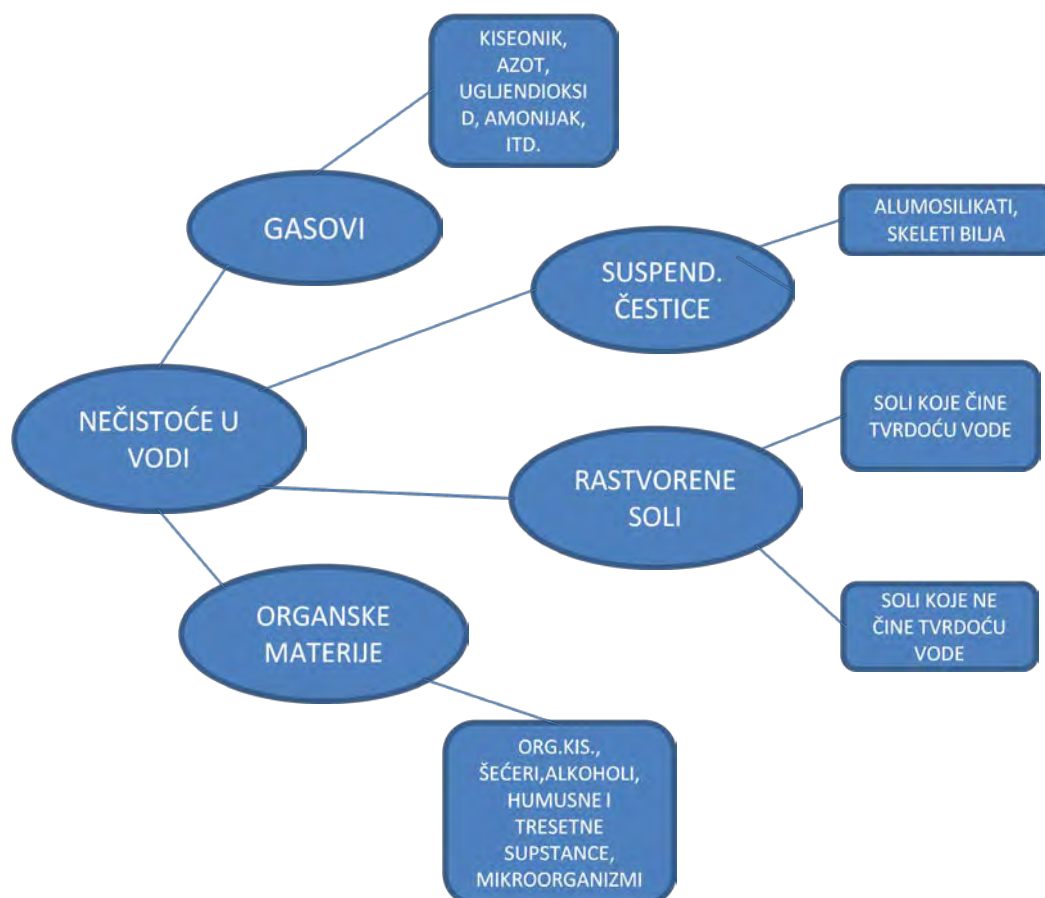 KISEONIK,
AZOT,
UGLJENDIOKSI
D, AMONIJAK,
ITD.
GASOVI
ALUMOSILIKATI,
SKELETI BILJA
SUSPEND.
ČESTICE
NEČISTOĆE U
VODI
SOLI KOJE ČINE
TVRDOĆU VODE
RASTVORENE
SOLI
SOLI KOJE NE
ČINE TVRDOĆU
VODE
ORGANSKE
MATERIJE
ORG.KIS.,
ŠEĆERI,ALKOHOLI,
HUMUSNE I
TRESETNE
SUPSTANCE,
MIKROORGANIZMI